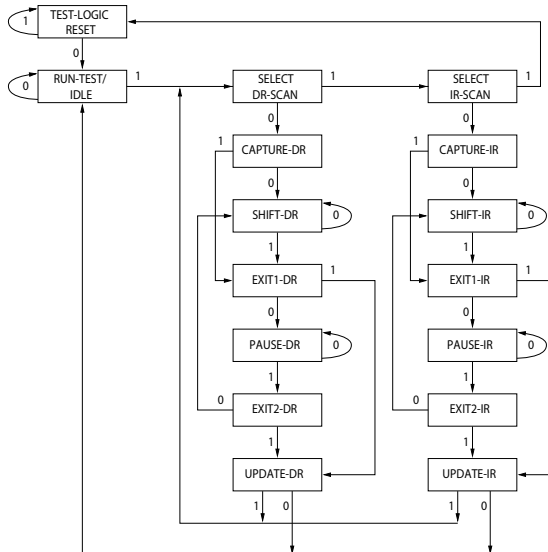 TEST-LOGIC
RESET
1
0
RUN-TEST/
IDLE
0
1
SELECT
DR-SCAN
1
SELECT
IR-SCAN
1
0
0
1
CAPTURE-DR
1
CAPTURE-IR
0
0
SHIFT-DR
0
SHIFT-IR
0
1
1
EXIT1-DR
1
EXIT1-IR
1
0
0
PAUSE-DR
0
PAUSE-IR
0
1
1
0
EXIT2-DR
0
EXIT2-IR
1
1
UPDATE-DR
UPDATE-IR
1
0
1
0